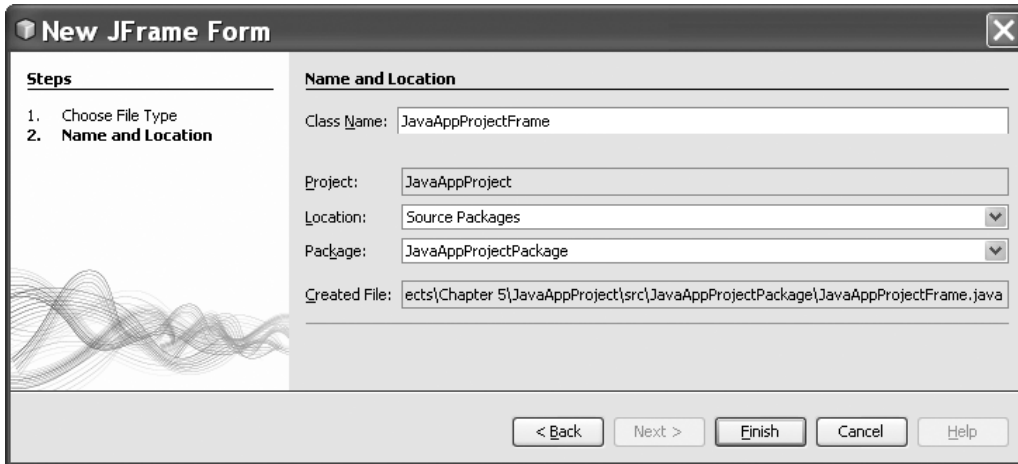 New JFrame Form
Steps
1. Choose File Type
2. Name and Location
Name and Location
Class Name: JavaAppProjectFrame
Project: JavaAppProject
Location: Source Packages
Package: JavaAppProjectPackage
Created File: ects\Chapter 5\JavaAppProject\src\JavaAppProjectPackage\JavaAppProjectFrame.java
< Back Next > Finish Cancel Help